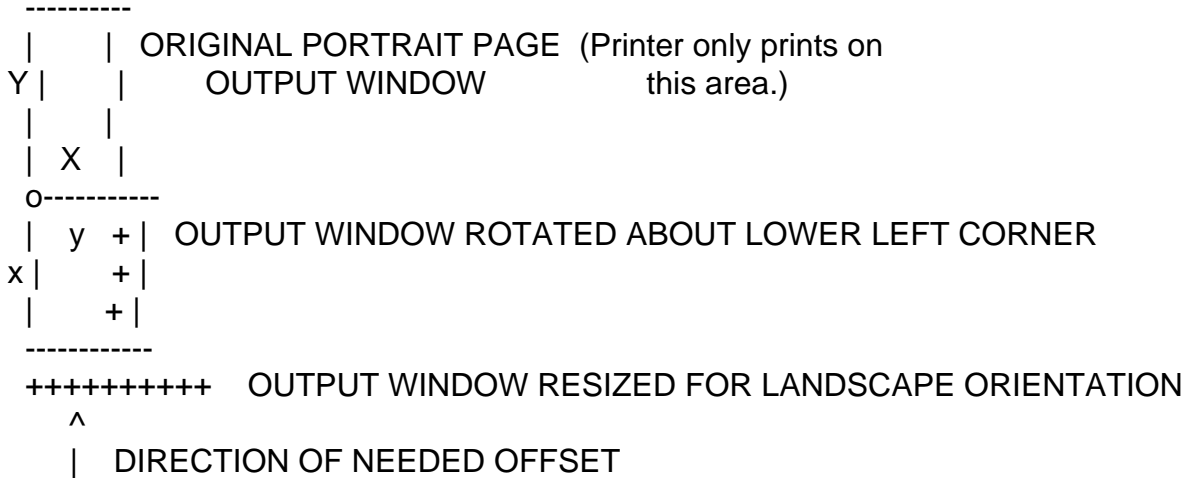 ----------
|     | ORIGINAL PORTRAIT PAGE  (Printer only prints on
Y |     |     OUTPUT WINDOW          this area.)
|     |
|  X  |
o-----------
|  y  + |  OUTPUT WINDOW ROTATED ABOUT LOWER LEFT CORNER
x |     + |
|     + |
------------
++++++++++  OUTPUT WINDOW RESIZED FOR LANDSCAPE ORIENTATION
^
|  DIRECTION OF NEEDED OFFSET